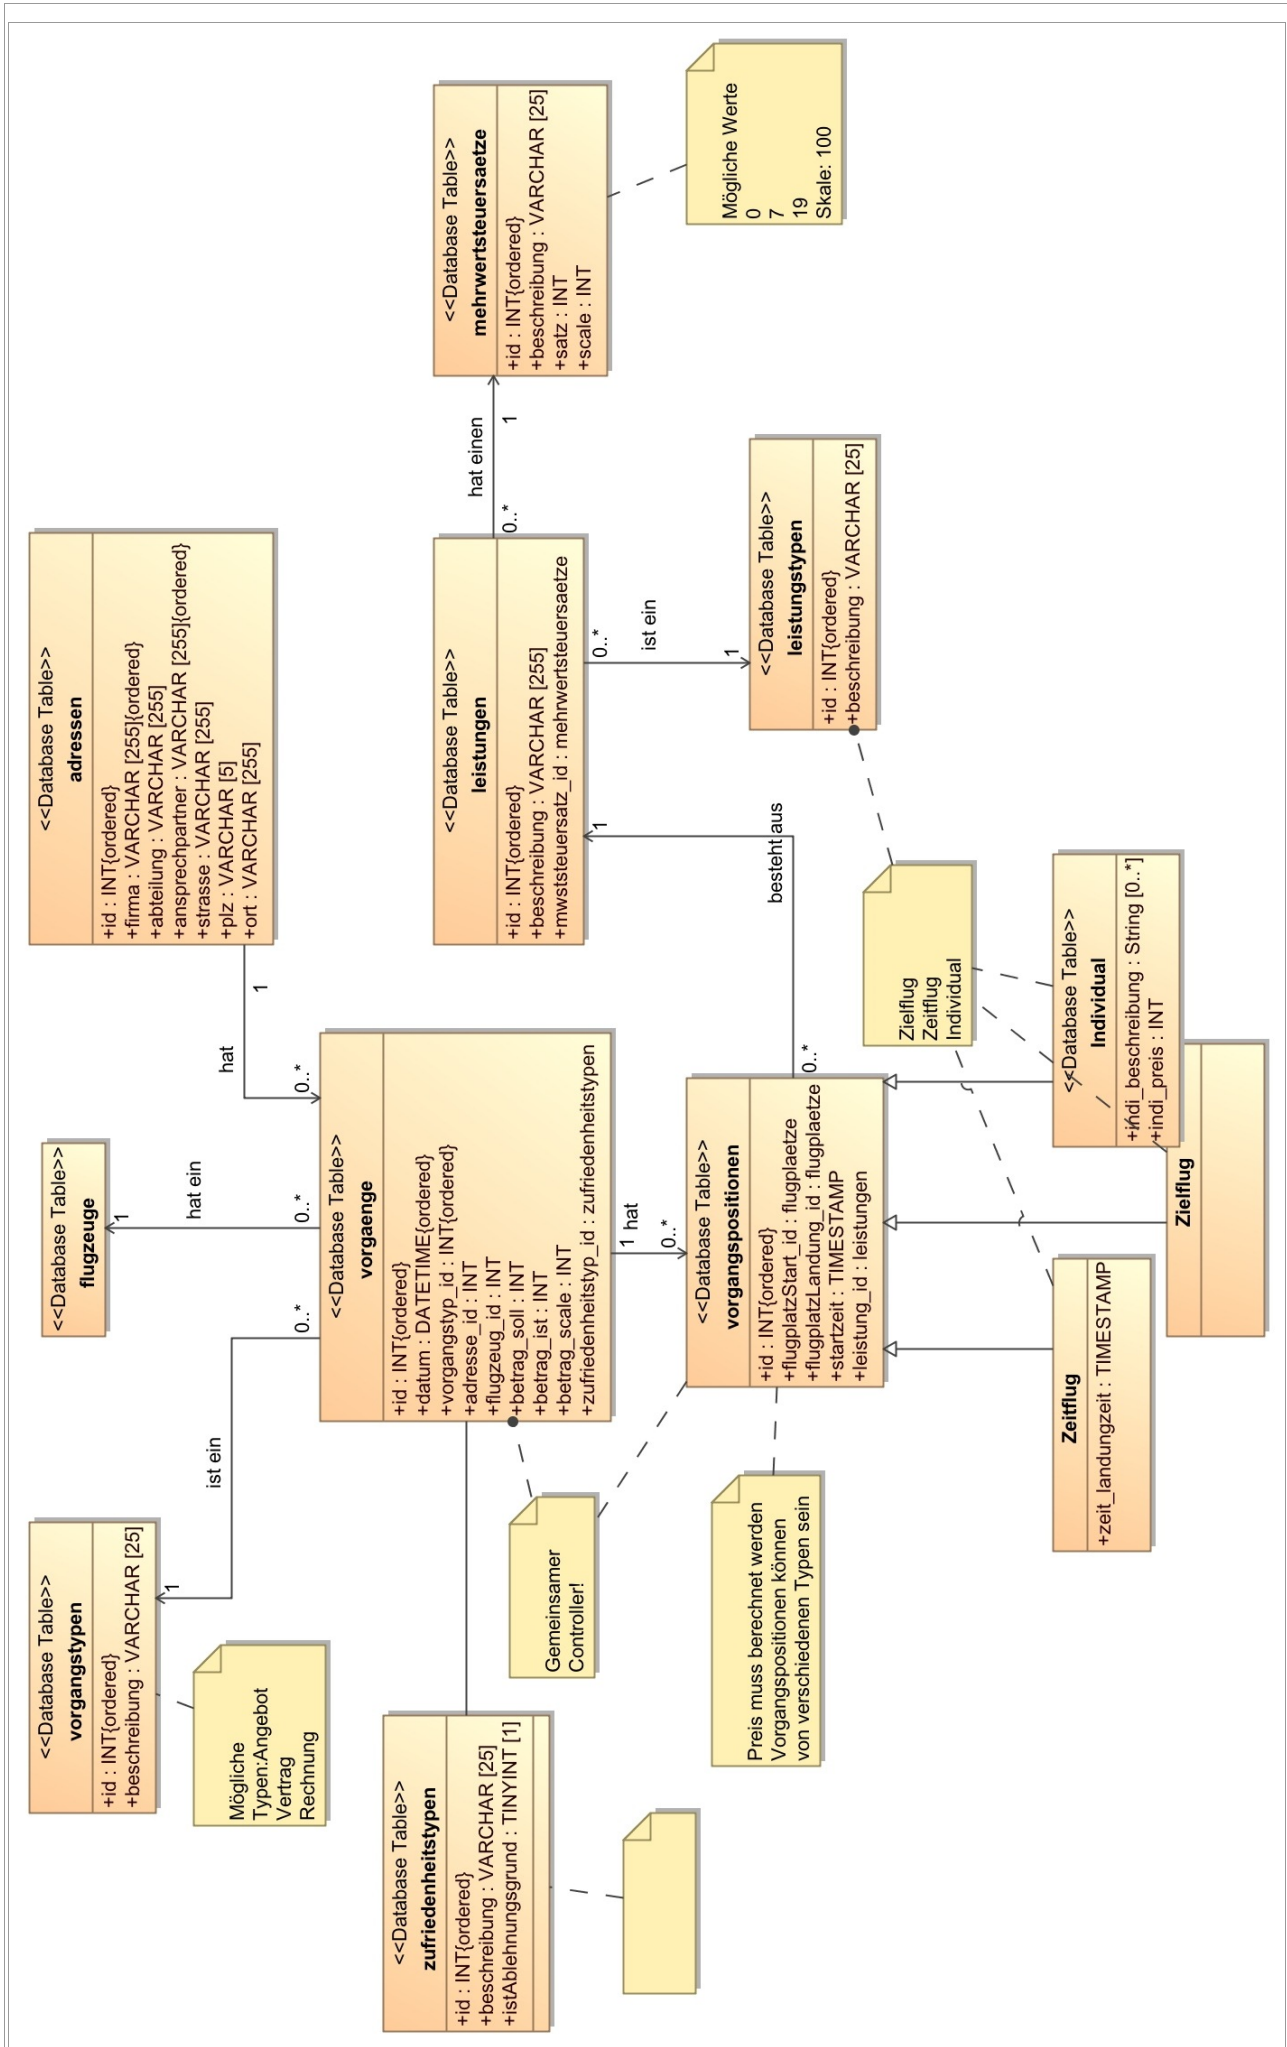 <<Database Table>>
vorgangstypen
+id : INT{ordered}
+beschreibung : VARCHAR [25]
Mögliche
Typen:Angebot
Vertrag
Rechnung
ist ein
1
0..*
<<Database Table>>
flugzeuge
1
hat ein
0..*
<<Database Table>>
adressen
+id : INT{ordered}
+firma : VARCHAR [255]{ordered}
+abteilung : VARCHAR [255]
+ansprechpartner : VARCHAR [255]{ordered}
+strasse : VARCHAR [255]
+plz : VARCHAR [5]
+ort : VARCHAR [255]
hat
1
0..*
<<Database Table>>
zufriedenheitstypen
+id : INT{ordered}
+beschreibung : VARCHAR [25]
+istAblehnungsgrund : TINYINT [1]
<<Database Table>>
vorgaenge
+id : INT{ordered}
+datum : DATETIME{ordered}
+vorgangstyp_id : INT{ordered}
+adresse_id : INT
+flugzeug_id : INT
+betrag_soll : INT
+betrag_ist : INT
+betrag_scale : INT
+zufriedenheitstyp_id : zufriedenheitstypen
<<Database Table>>
leistungen
+id : INT{ordered}
+beschreibung : VARCHAR [255]
+mwststeuersatz_id : mehrwertsteuersaetze
hat einen
0..*
1
<<Database Table>>
mehrwertsteuersaetze
+id : INT{ordered}
+beschreibung : VARCHAR [25]
+satz : INT
+scale : INT
Mögliche Werte
0
7
19
Skale: 100
Gemeinsamer
Controller!
1 hat
0..*
1
0..*
ist ein
1
besteht aus
0..*
<<Database Table>>
vorgangspositionen
+id : INT{ordered}
+flugplatzStart_id : flugplaetze
+flugplatzLandung_id : flugplaetze
+startzeit : TIMESTAMP
+leistung_id : leistungen
<<Database Table>>
leistungstypen
+id : INT{ordered}
+beschreibung : VARCHAR [25]
Preis muss berechnet werden
Vorgangspositionen können
von verschiedenen Typen sein
Zielflug
Zeitflug
Individual
Zeitflug
+zeit_landungzeit : TIMESTAMP
<<Database Table>>
Individual
+indi_beschreibung : String [0..*]
+indi_preis : INT
Zielflug